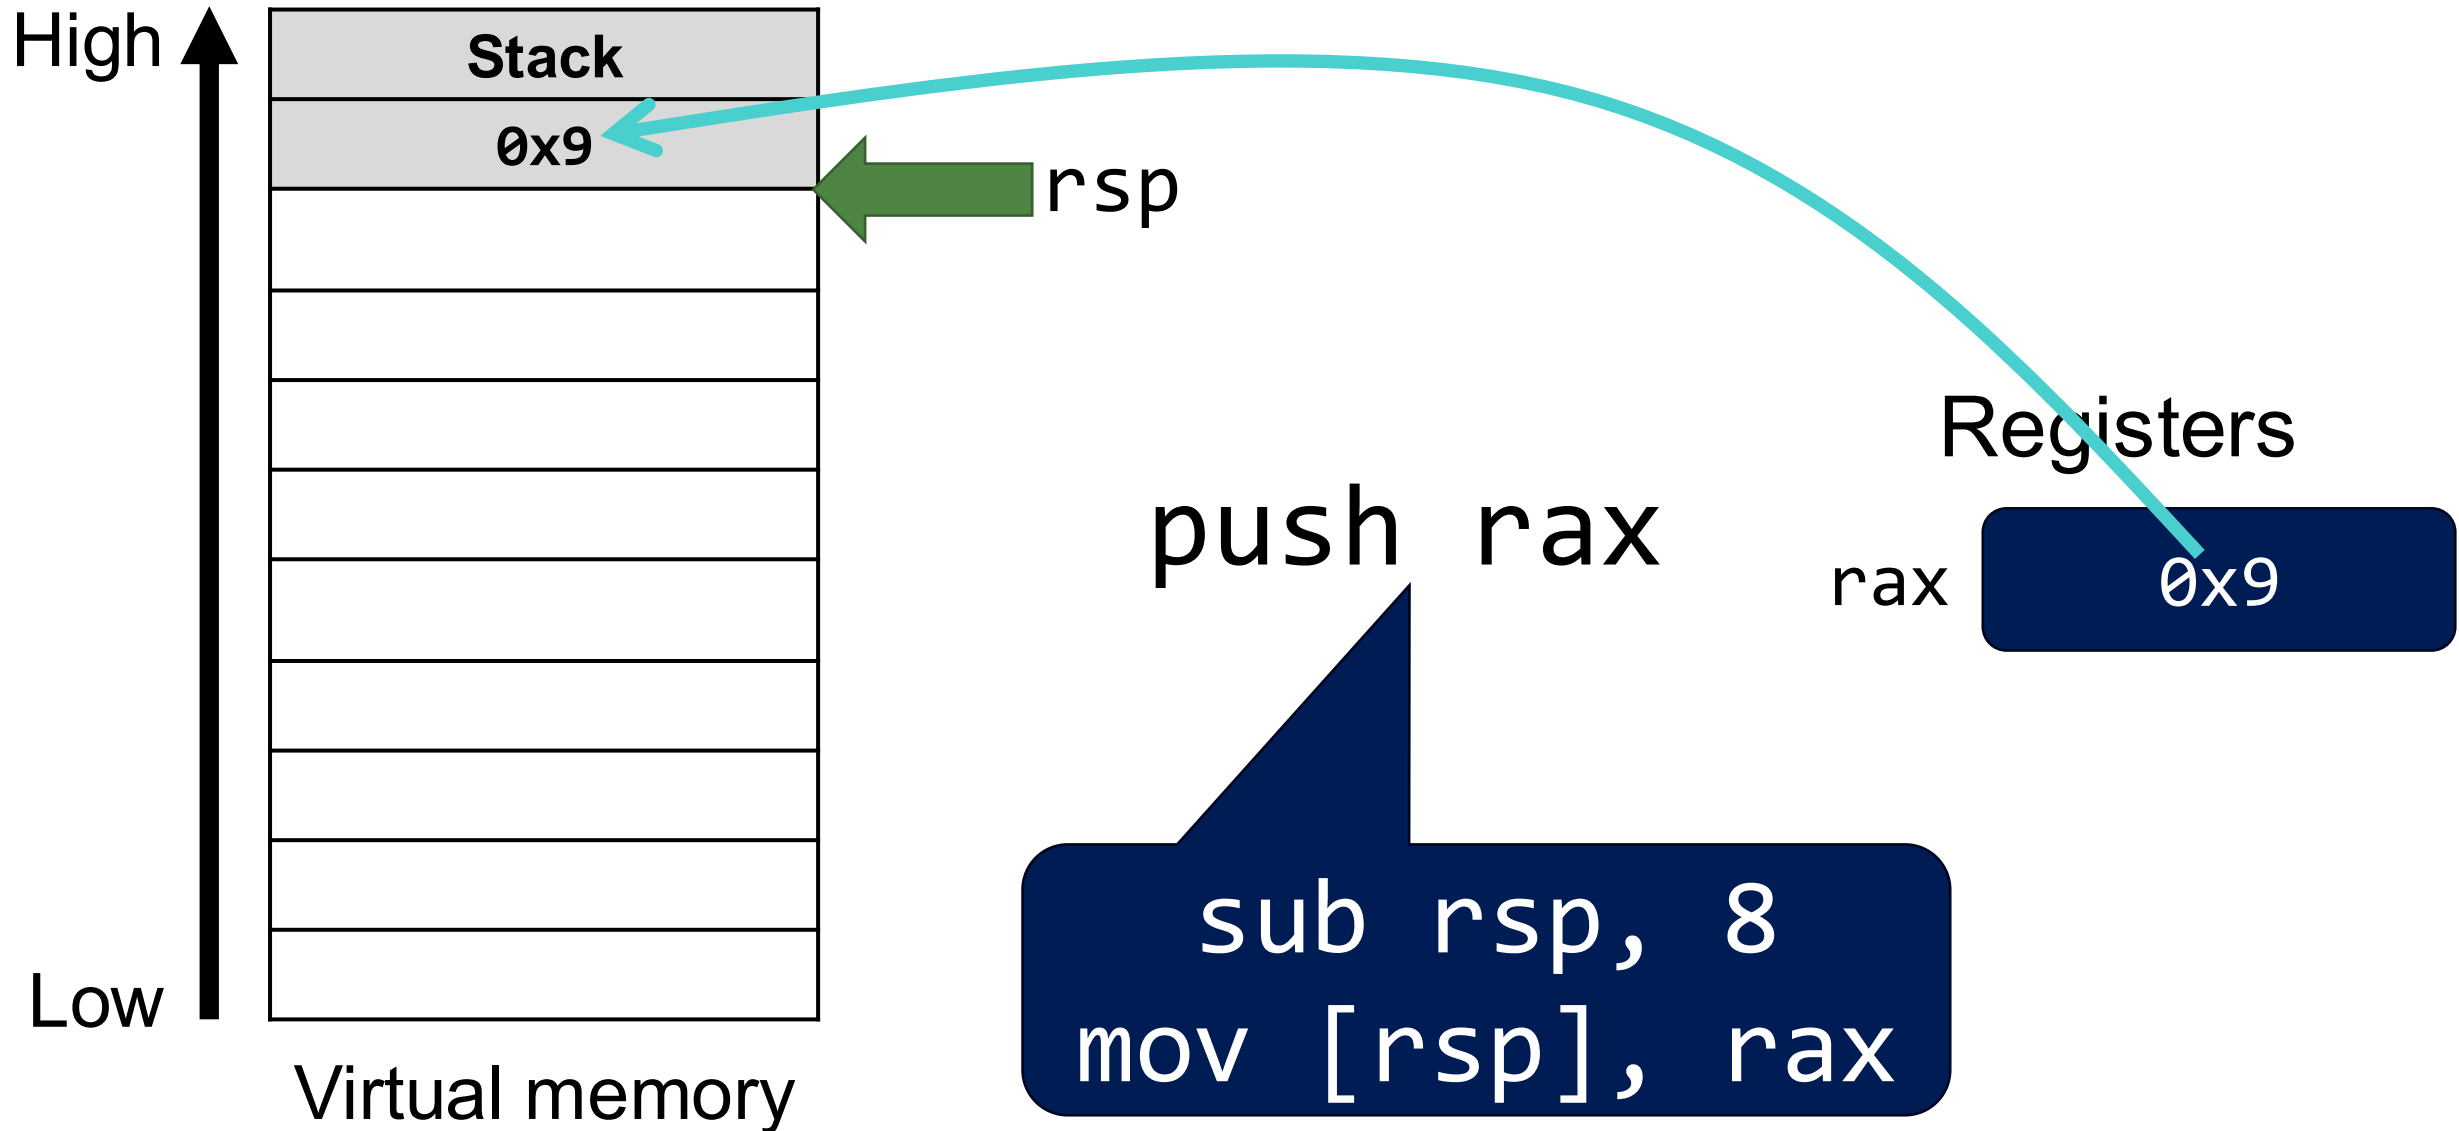 High
Stack
0x9
rsp
Registers
push rax
rax
0x9
sub rsp, 8
mov [rsp], rax
Low
Virtual memory